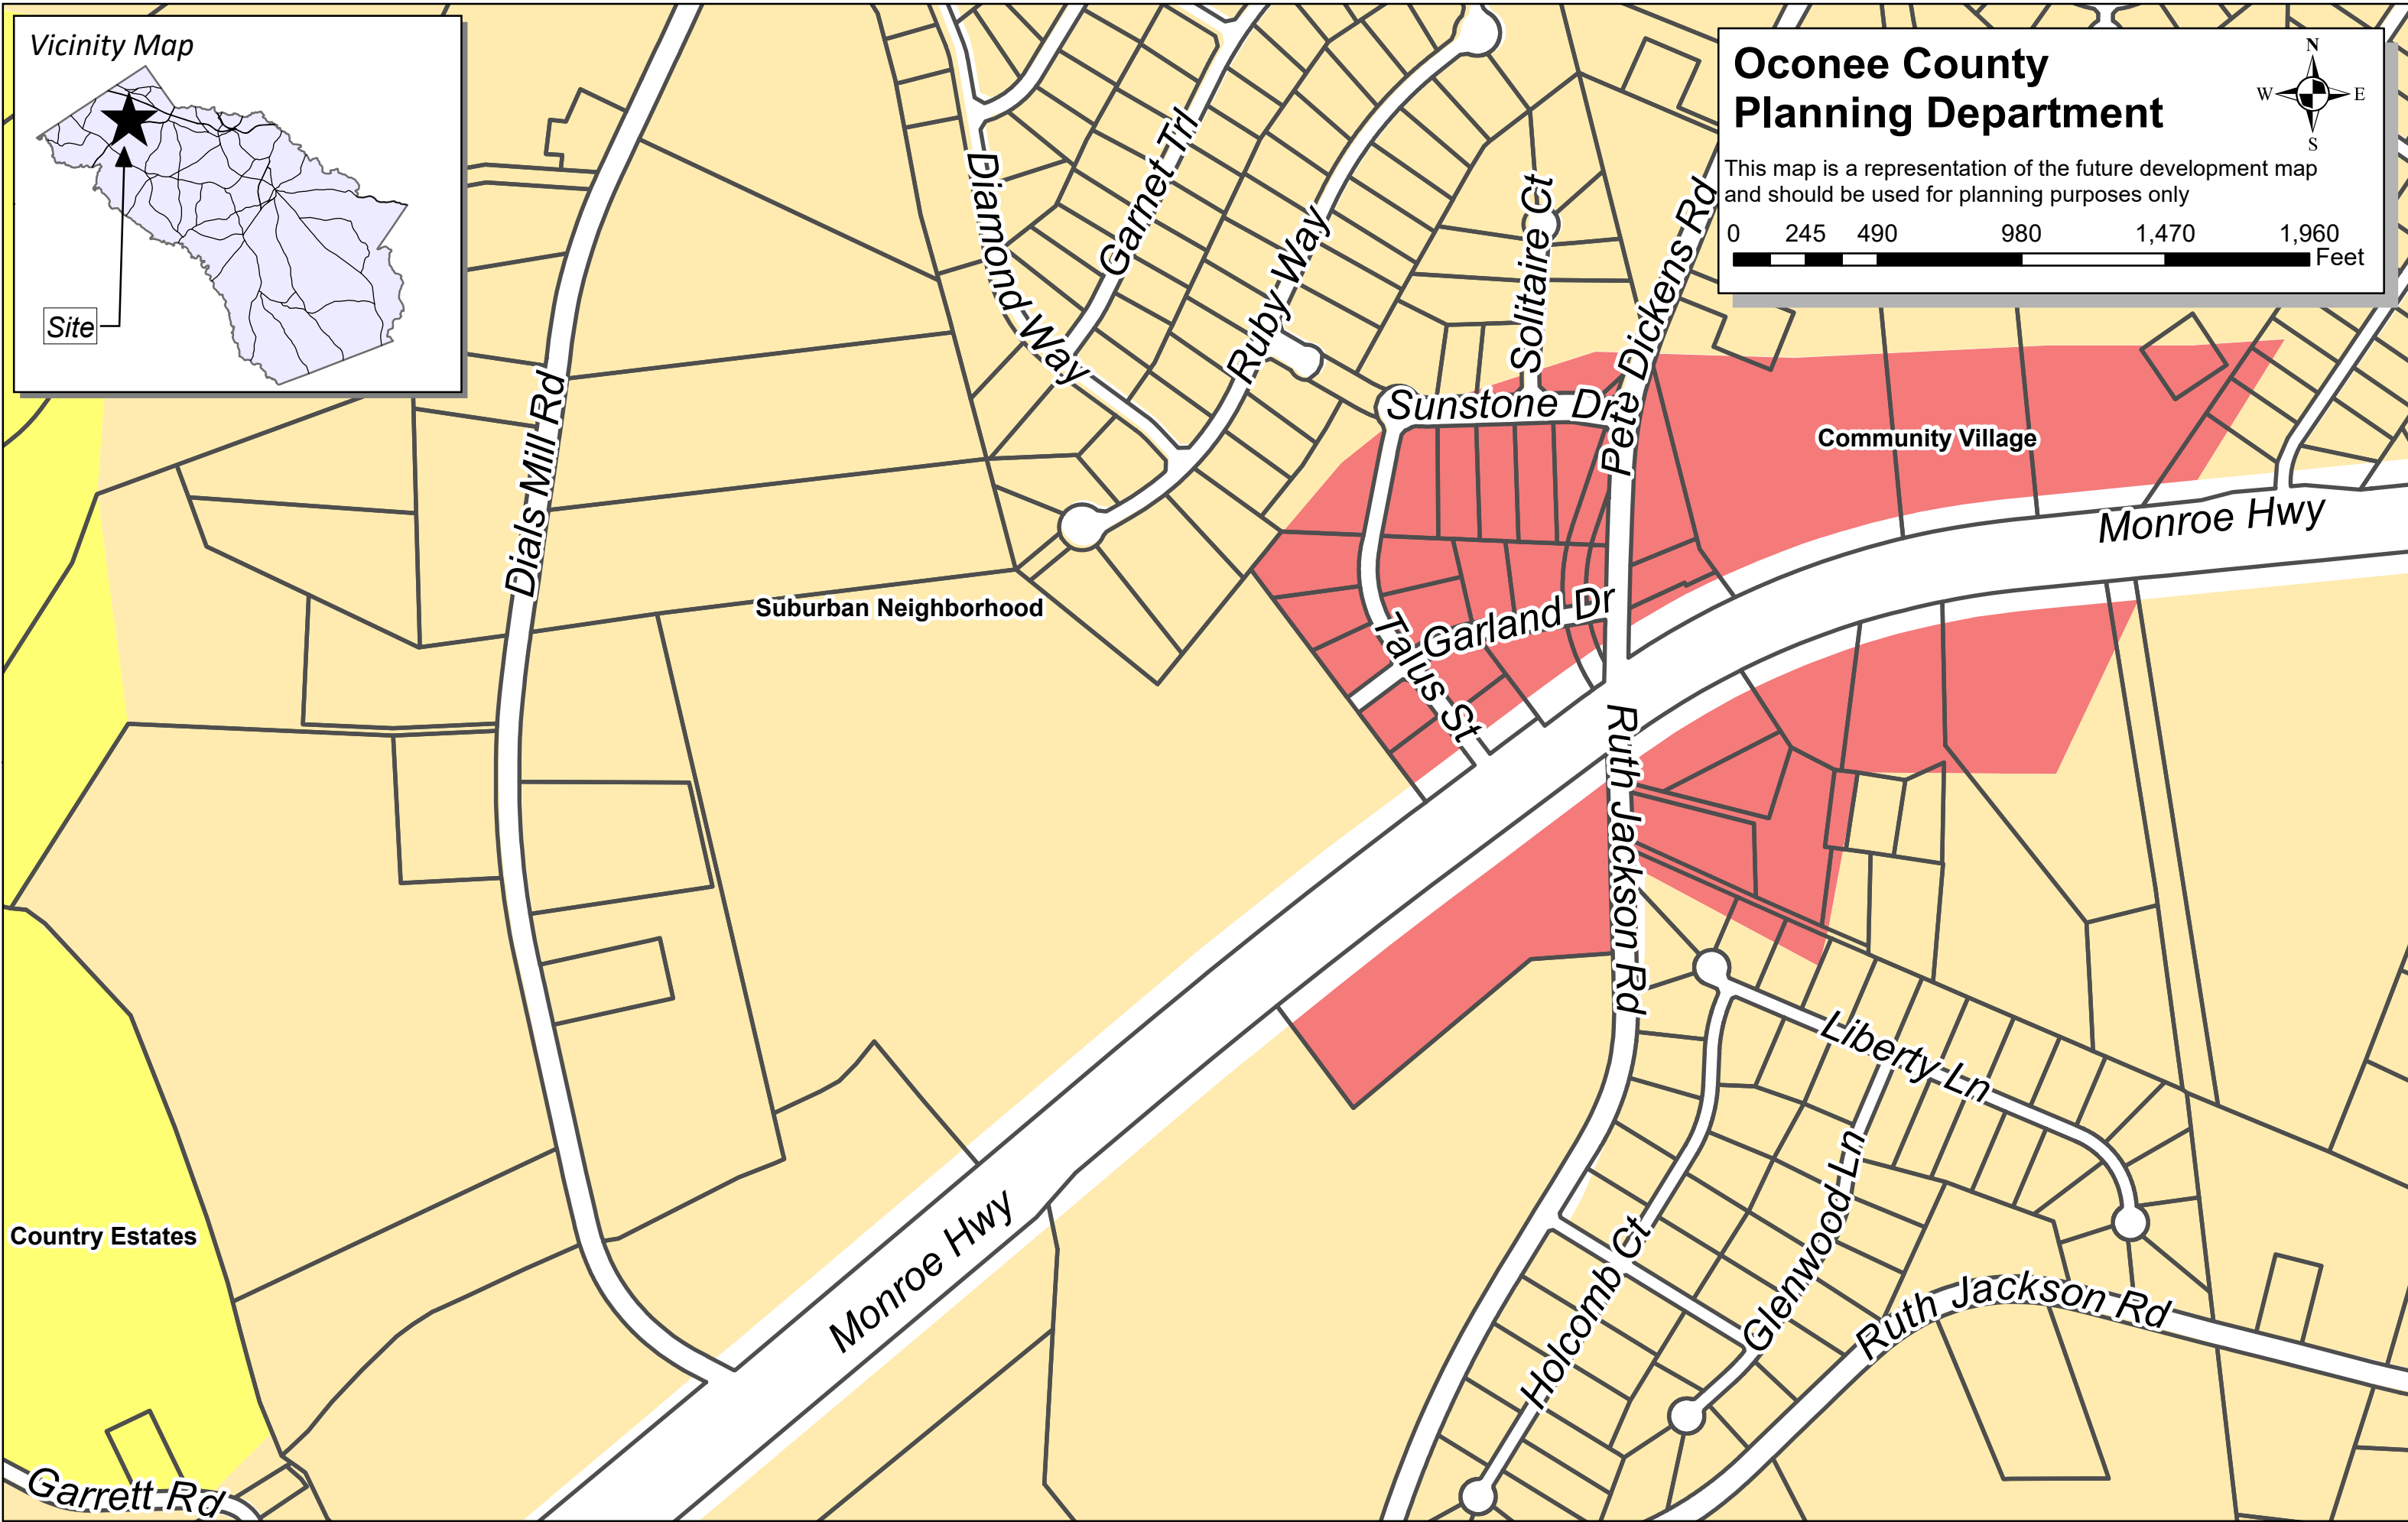 Vicinity Map
Site
Oconee County
Planning Department
N
W E
S
This map is a representation of the future development map
and should be used for planning purposes only
0 245 490 980 1,470 1,960
Feet
Diamond Way
Garnet Trl
Ruby Way
Solitaire Ct
Pete Dickens Rd
Sunstone Dr
Dials Mill Rd
Community Village
Monroe Hwy
Suburban Neighborhood
Garland Dr
Talus St
Ruth Jackson Rd
Liberty Ln
Country Estates
Monroe Hwy
Holcomb Ct
Glenwood Ln
Ruth Jackson Rd
Garrett Rd